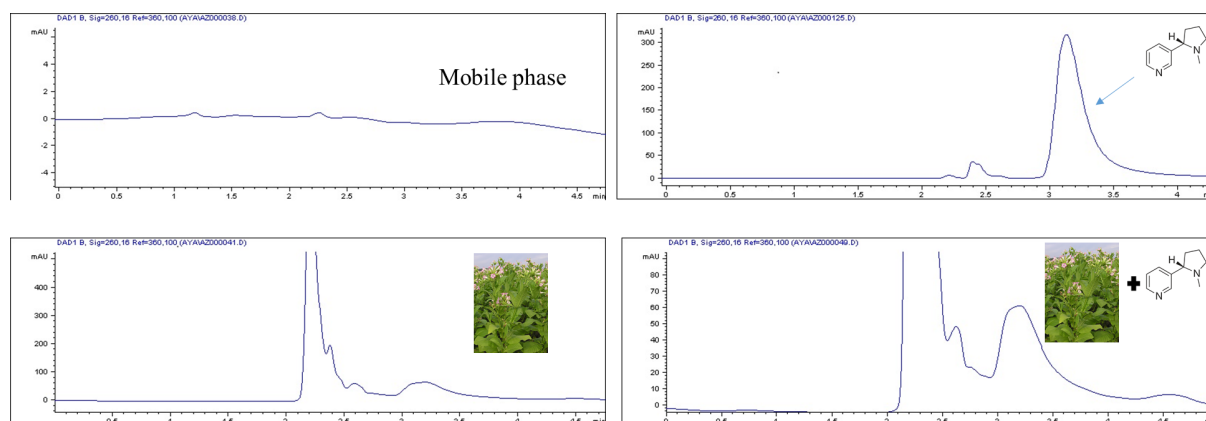 DAD1 B, Sig=260,16 Ref=360,100 (AYA\AZ000038.D)
mAU
4
2
0
-2
-4
Mobile phase
0 0.5 1 1.5 2 2.5 3 3.5 4 4.5 min
DAD1 B, Sig=260,16 Ref=360,100 (AYA\AZ000125.D)
mAU
300
250
200
150
100
50
0
H
N
N
0 0.5 1 1.5 2 2.5 3 3.5 4
DAD1 B, Sig=260,16 Ref=360,100 (AYA\AZ000041.D)
mAU
400
300
200
100
0
DAD1 B, Sig=260,16 Ref=360,100 (AYA\AZ000049.D)
mAU
80
70
60
50
40
30
20
10
0
+
H
N
N